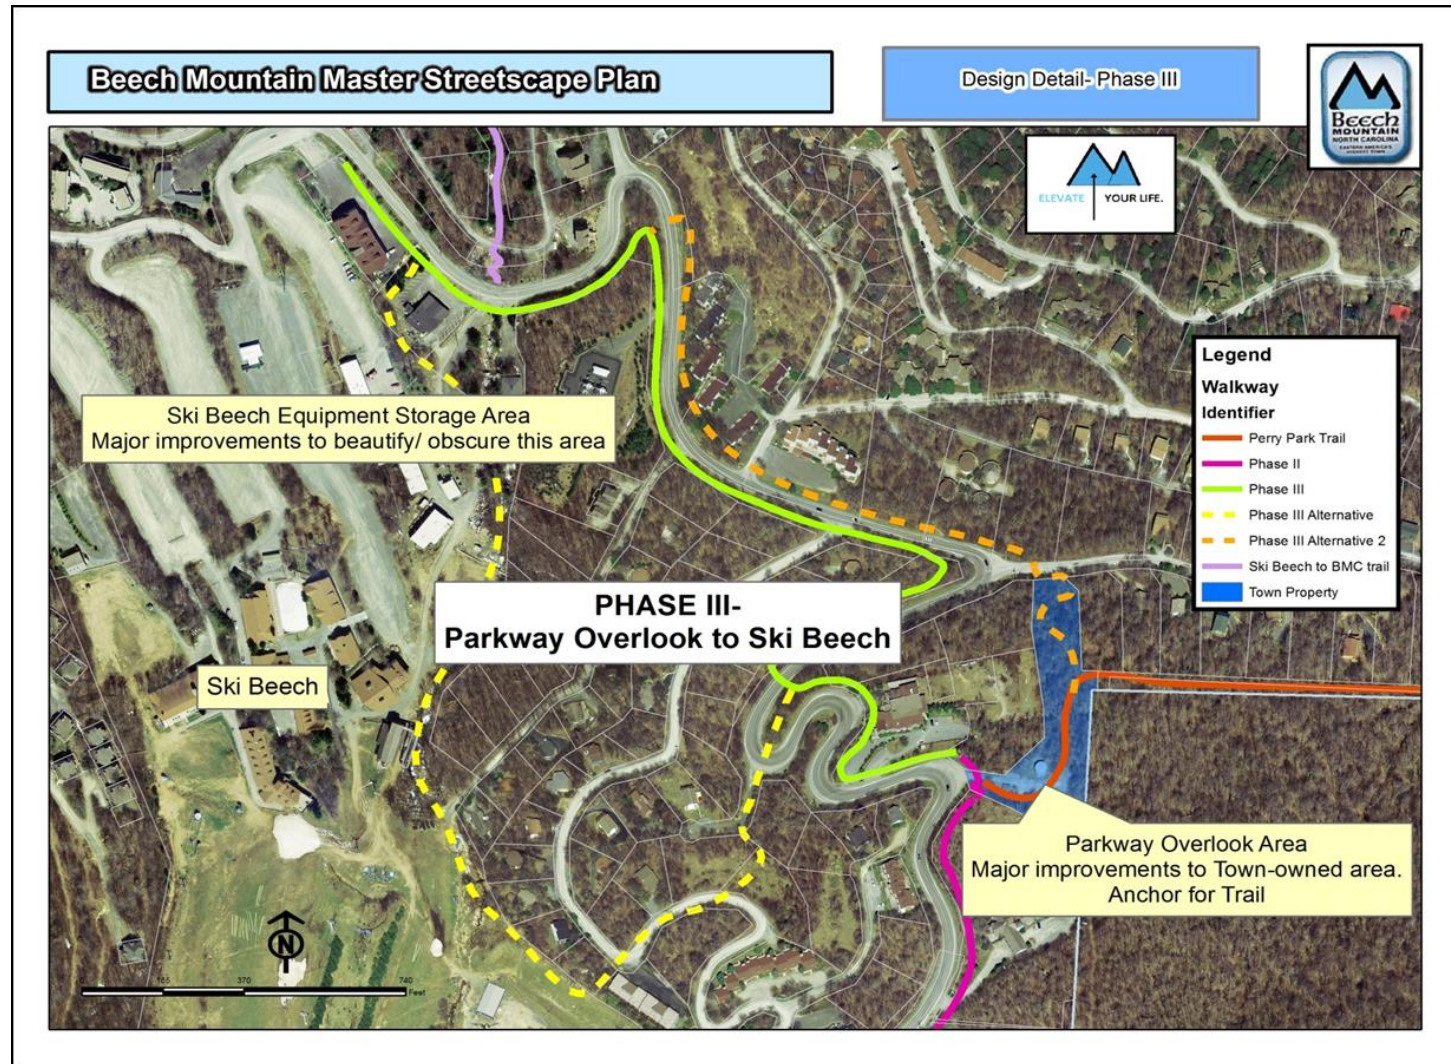 Beech Mountain Master Streetscape Plan
Design Detail- Phase III
Beech
MOUNTAIN
NORTH CAROLINA
EASTERN AMERICA'S
HIGHEST TOWN
ELEVATE YOUR LIFE.
Legend
Walkway
Identifier
Perry Park Trail
Phase II
Phase III
Phase III Alternative
Phase III Alternative 2
Ski Beech to BMC trail
Town Property
Ski Beech Equipment Storage Area
Major improvements to beautify/ obscure this area
PHASE III-
Parkway Overlook to Ski Beech
Ski Beech
Parkway Overlook Area
Major improvements to Town-owned area.
Anchor for Trail
N
185 370 740
Feet